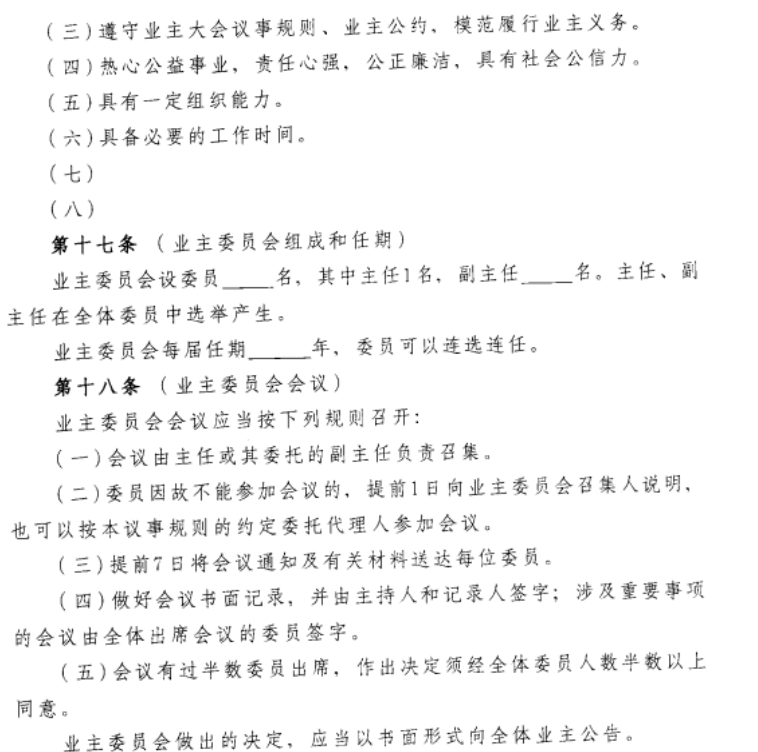 （三）遵守业主大会议事规则、业主公约，模范履行业主义务。
（四）热心公益事业，责任心强，公正廉洁，具有社会公信力。
（五）具有一定组织能力。
（六）具备必要的工作时间。
（七）
（八）
第十七条 （业主委员会组成和任期）
业主委员会设委员____名，其中主任1名，副主任____名。主任、副
主任在全体委员中选举产生。
业主委员会每届任期_____年，委员可以连选连任。
第十八条 （业主委员会会议）
业主委员会会议应当按下列规则召开：
（一）会议由主任或其委托的副主任负责召集。
（二）委员因故不能参加会议的，提前1日向业主委员会召集人说明，
也可以按本议事规则的约定委托代理人参加会议。
（三）提前7日将会议通知及有关材料送达每位委员。
（四）做好会议书面记录，并由主持人和记录人签字；涉及重要事项
的会议由全体出席会议的委员签字。
（五）会议有过半数委员出席，作出决定须经全体委员人数半数以上
同意。
业主委员会做出的决定，应当以书面形式向全体业主公告。